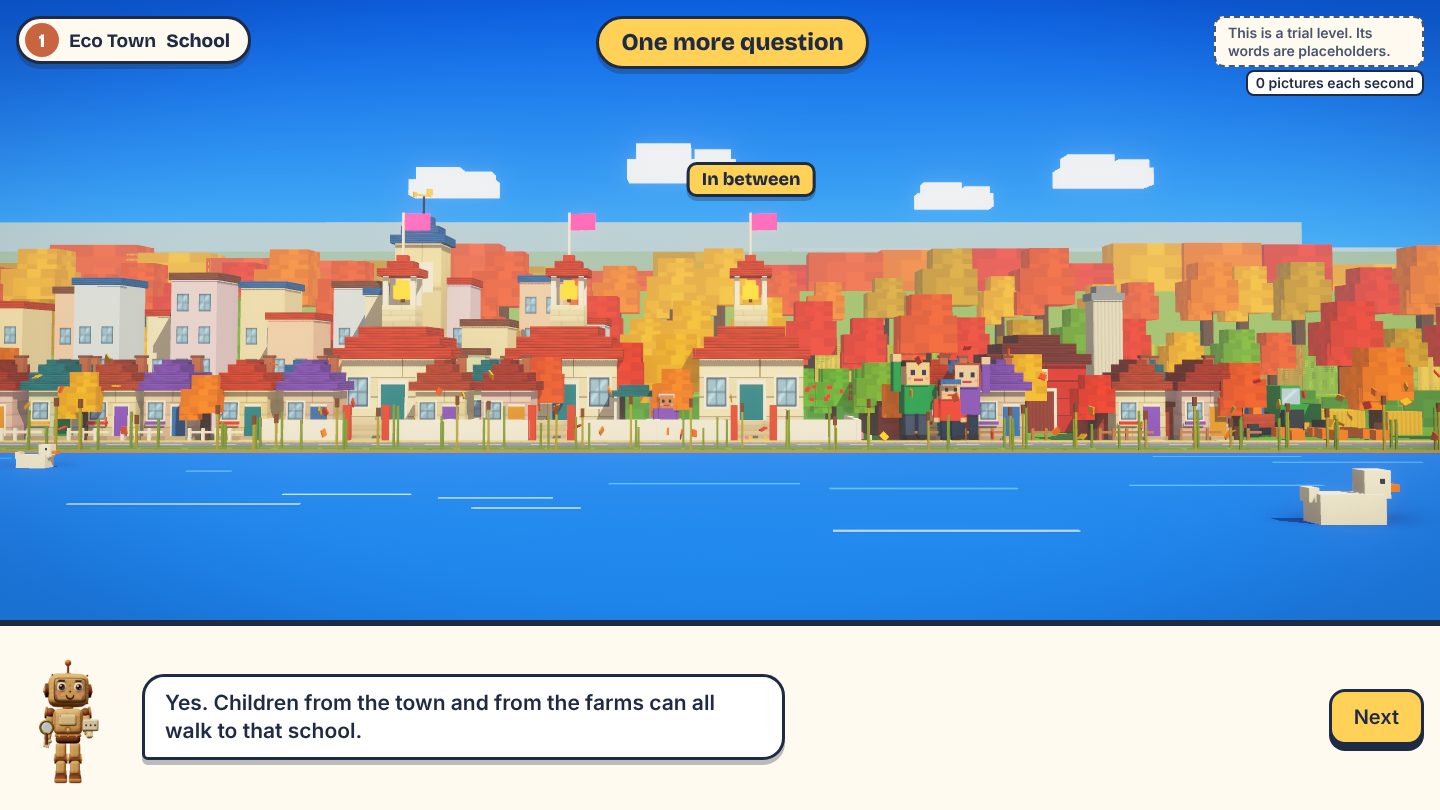 1 Eco Town School
One more question
This is a trial level. Its
words are placeholders.
0 pictures each second
In between
Yes. Children from the town and from the farms can all
walk to that school.
Next